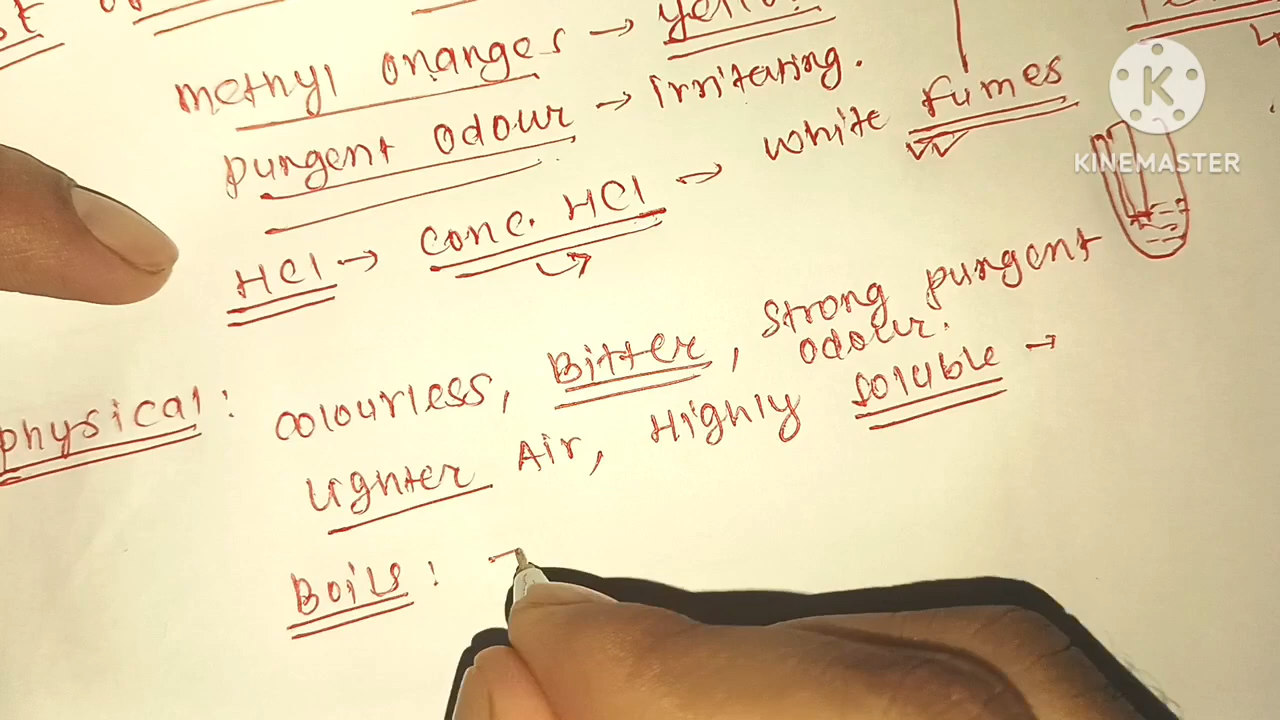 methyl oranges →
pungent odour → irritating.
HCl → conc. HCl → white fumes
physical : colourless, Bitter, strong pungent odour.
Lighter Air, Highly soluble →
Boils :
K
KINEMASTER